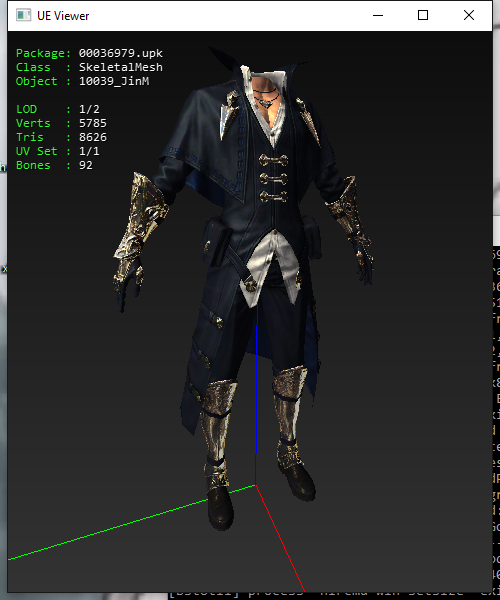 UE Viewer
Package: 00036979.upk
Class : SkeletalMesh
Object : 10039_JinM
LOD : 1/2
Verts : 5785
Tris : 8626
UV Set : 1/1
Bones : 92